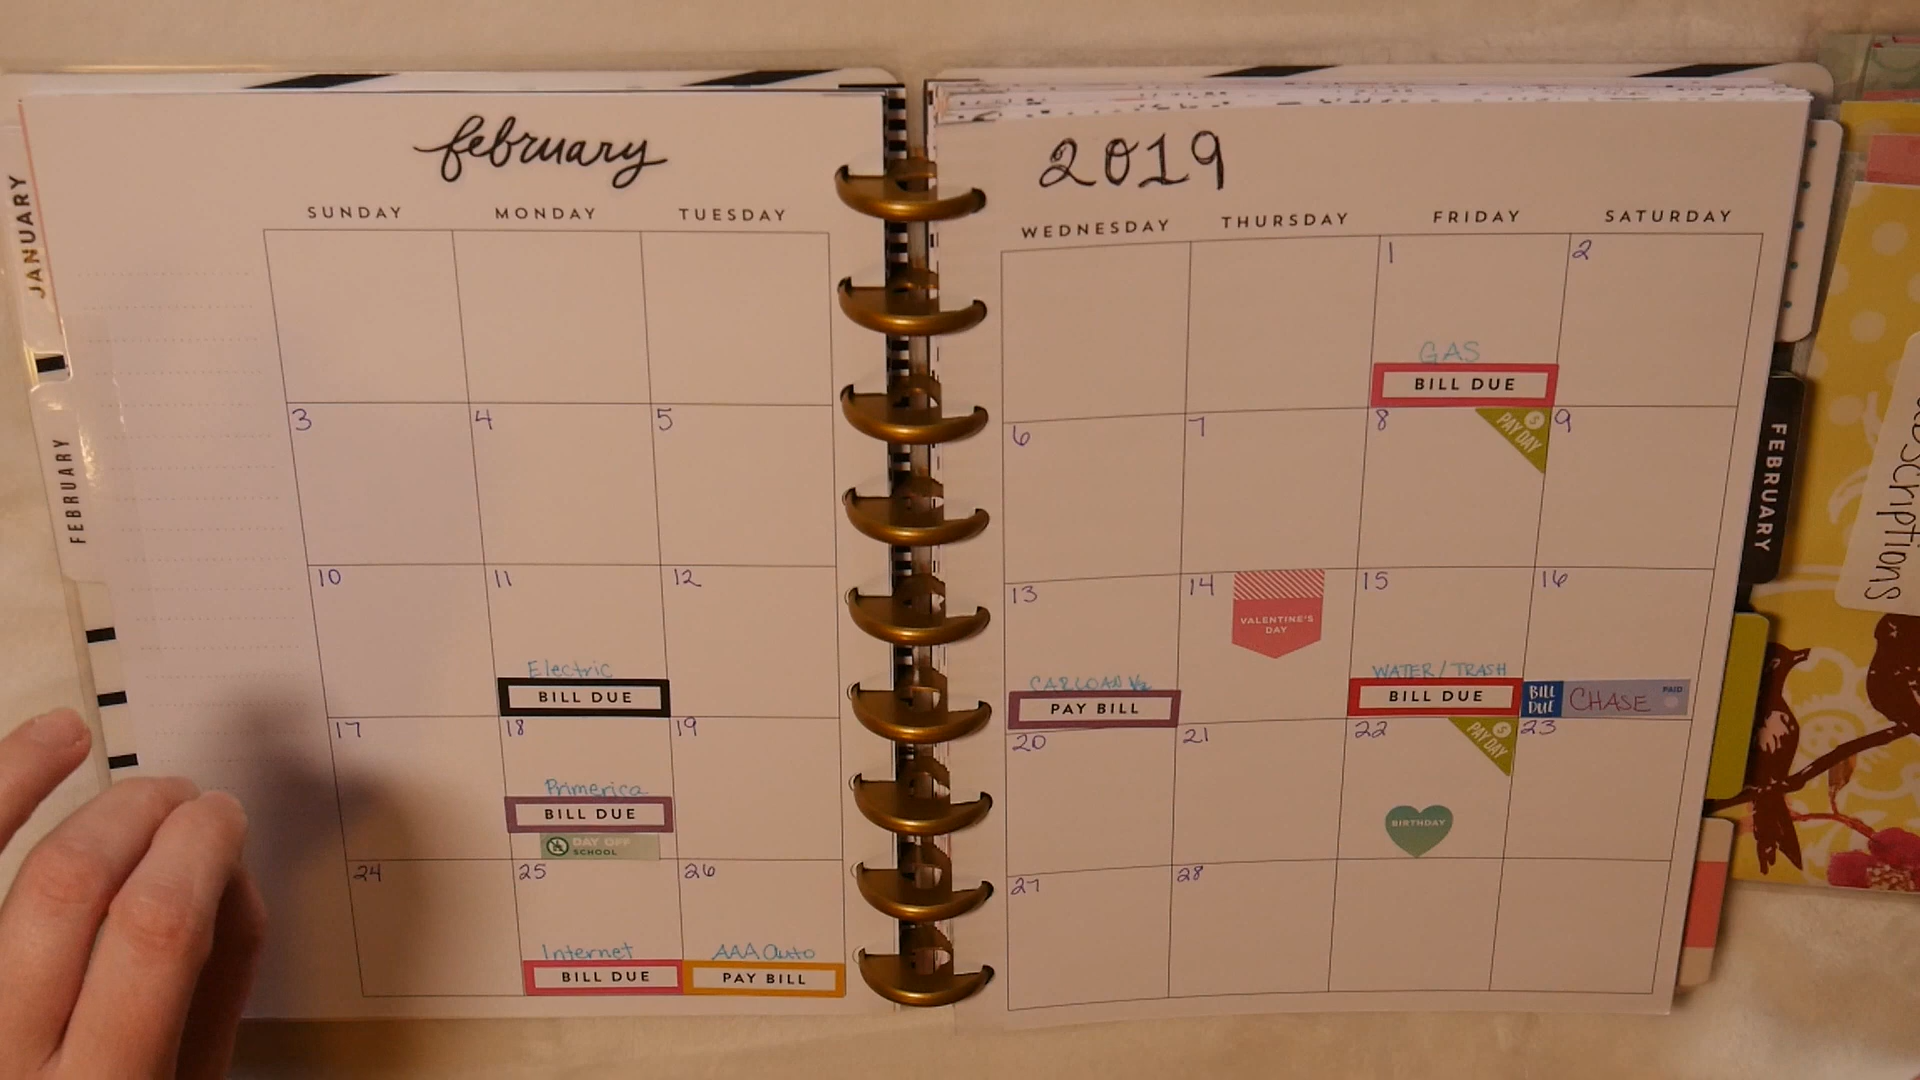 february
2019
SUNDAY
MONDAY
TUESDAY
WEDNESDAY
THURSDAY
FRIDAY
SATURDAY
1
2
GAS
BILL DUE
3
4
5
6
7
8
PAY DAY
$
9
10
11
12
13
14
VALENTINE'S
DAY
15
16
Electric
BILL DUE
CAR LOAN 1/2
PAY BILL
WATER/TRASH
BILL DUE
BILL
DUE
CHASE
PAID
17
18
19
20
21
22
PAY DAY
$
23
Primerica
BILL DUE
DAY OFF
SCHOOL
BIRTHDAY
24
25
26
27
28
Internet
BILL DUE
AAA Auto
PAY BILL
JANUARY
FEBRUARY
FEBRUARY